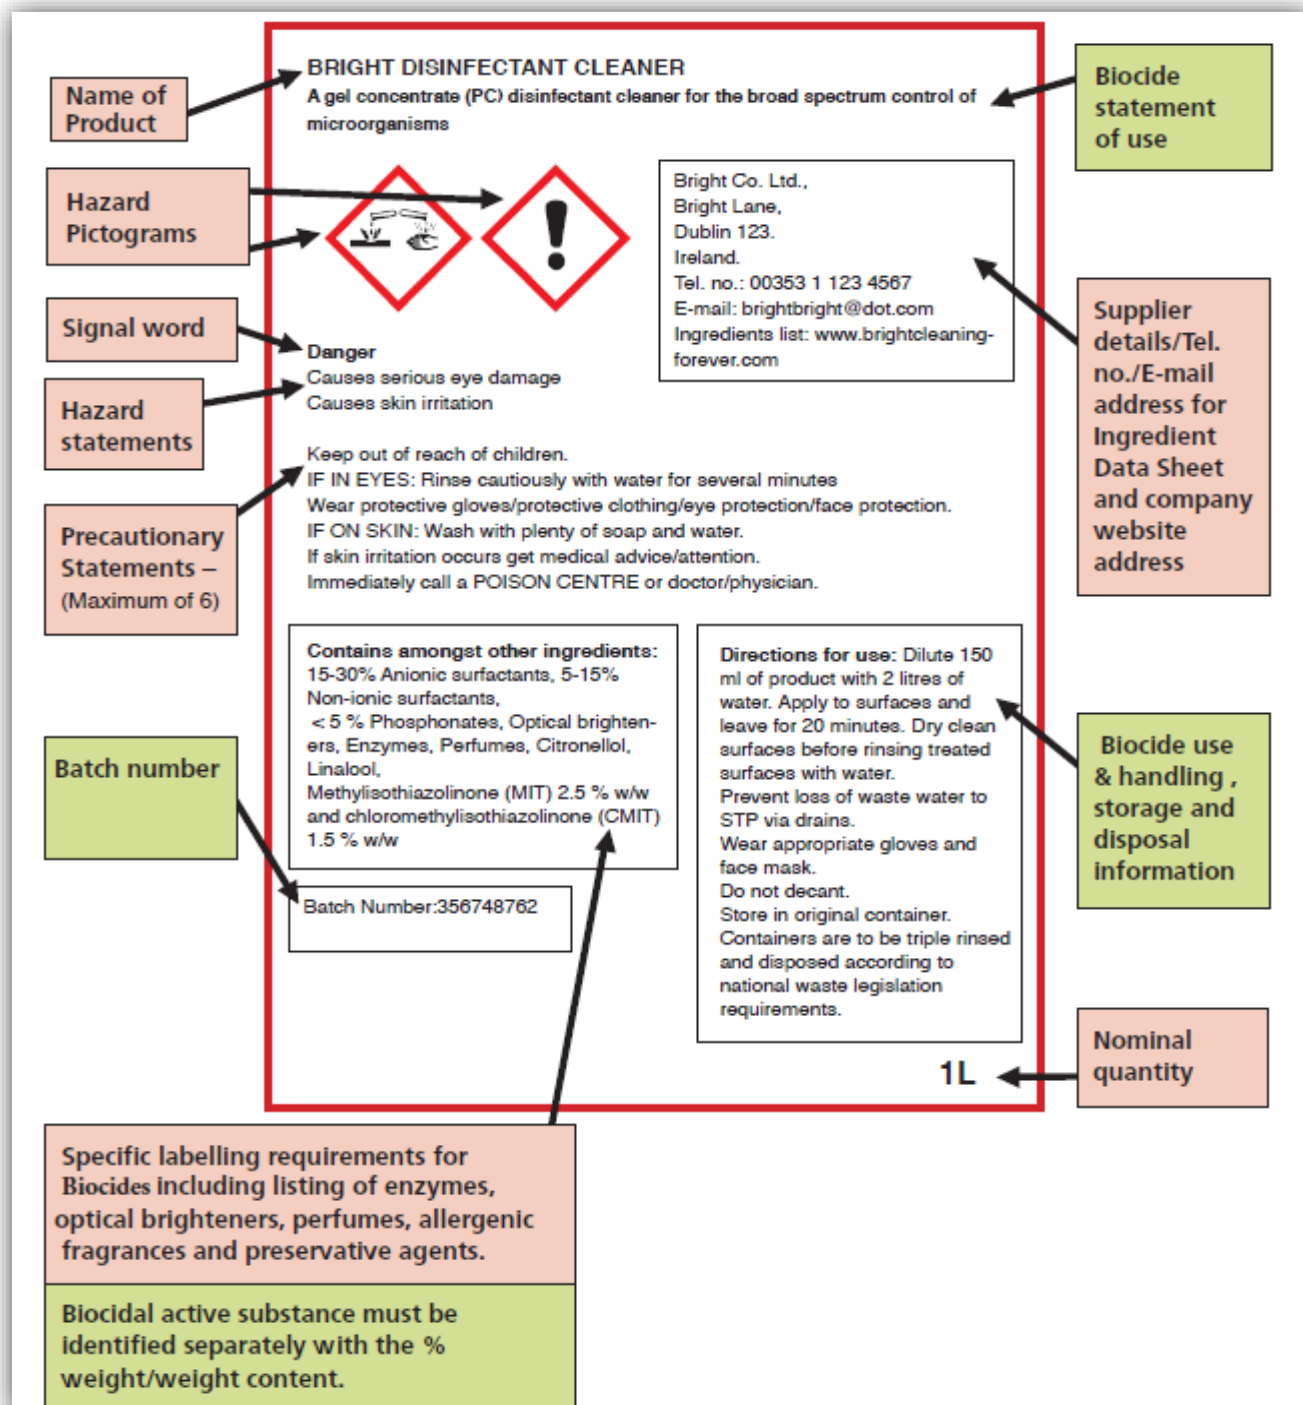 BRIGHT DISINFECTANT CLEANER
A gel concentrate (PC) disinfectant cleaner for the broad spectrum control of
microorganisms
Name of
Product
Biocide
statement
of use
Hazard
Pictograms
Bright Co. Ltd.,
Bright Lane,
Dublin 123.
Ireland.
Tel. no.: 00353 1 123 4567
E-mail: brightbright@dot.com
Ingredients list: www.brightcleaning-
forever.com
Signal word
Supplier
details/Tel.
no./E-mail
address for
Ingredient
Data Sheet
and company
website
address
Danger
Causes serious eye damage
Causes skin irritation
Hazard
statements
Keep out of reach of children.
IF IN EYES: Rinse cautiously with water for several minutes
Wear protective gloves/protective clothing/eye protection/face protection.
IF ON SKIN: Wash with plenty of soap and water.
If skin irritation occurs get medical advice/attention.
Immediately call a POISON CENTRE or doctor/physician.
Precautionary
Statements –
(Maximum of 6)
Contains amongst other ingredients:
15-30% Anionic surfactants, 5-15%
Non-ionic surfactants,
< 5 % Phosphonates, Optical brighten-
ers, Enzymes, Perfumes, Citronellol,
Linalool,
Methylisothiazolinone (MIT) 2.5 % w/w
and chloromethylisothiazolinone (CMIT)
1.5 % w/w
Directions for use: Dilute 150
ml of product with 2 litres of
water. Apply to surfaces and
leave for 20 minutes. Dry clean
surfaces before rinsing treated
surfaces with water.
Prevent loss of waste water to
STP via drains.
Wear appropriate gloves and
face mask.
Do not decant.
Store in original container.
Containers are to be triple rinsed
and disposed according to
national waste legislation
requirements.
Batch number
Biocide use
& handling ,
storage and
disposal
information
Batch Number:356748762
1L
Nominal
quantity
Specific labelling requirements for
Biocides including listing of enzymes,
optical brighteners, perfumes, allergenic
fragrances and preservative agents.
Biocidal active substance must be
identified separately with the %
weight/weight content.